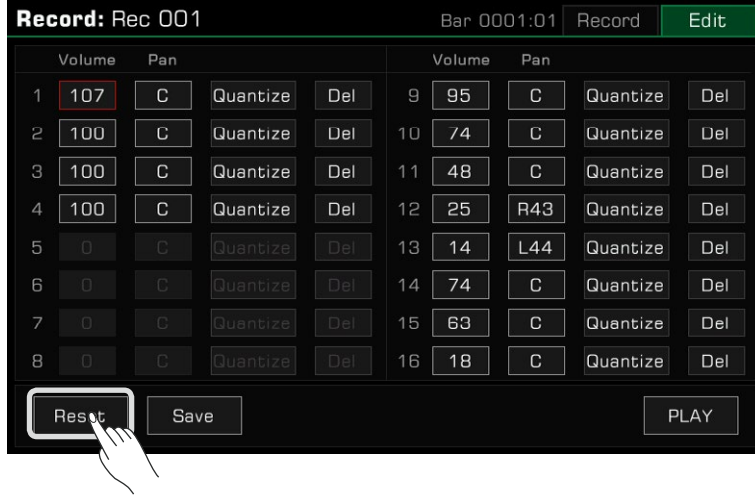 Record: Rec 001 Bar 0001:01 Record Edit
Volume Pan Volume Pan
1 107 C Quantize Del 9 95 C Quantize Del
2 100 C Quantize Del 10 74 C Quantize Del
3 100 C Quantize Del 11 48 C Quantize Del
4 100 C Quantize Del 12 25 R43 Quantize Del
5 0 C Quantize Del 13 14 L44 Quantize Del
6 0 C Quantize Del 14 74 C Quantize Del
7 0 C Quantize Del 15 63 C Quantize Del
8 0 C Quantize Del 16 18 C Quantize Del
Reset Save PLAY